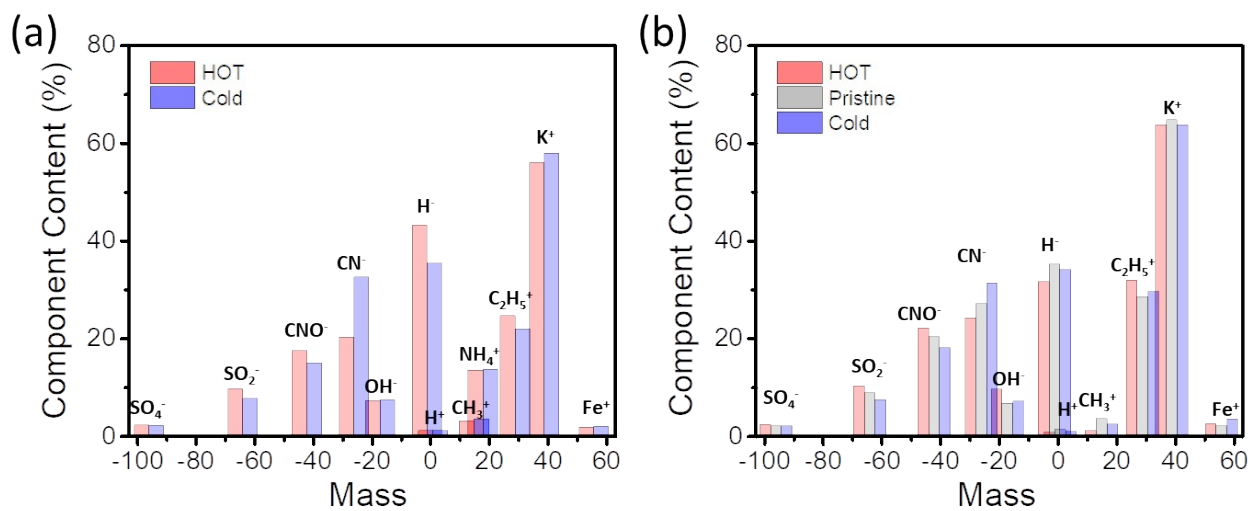 (a)
Component Content (%)
80
60
40
20
0
HOT
Cold
SO₄⁻
SO₂⁻
CNO⁻
CN⁻
OH⁻
H⁻
H⁺
CH₃⁺
NH₄⁺
C₂H₅⁺
K⁺
Fe⁺
-100 -80 -60 -40 -20 0 20 40 60
Mass
(b)
Component Content (%)
80
60
40
20
0
HOT
Pristine
Cold
SO₄⁻
SO₂⁻
CNO⁻
CN⁻
OH⁻
H⁻
H⁺
CH₃⁺
C₂H₅⁺
K⁺
Fe⁺
-100 -80 -60 -40 -20 0 20 40 60
Mass